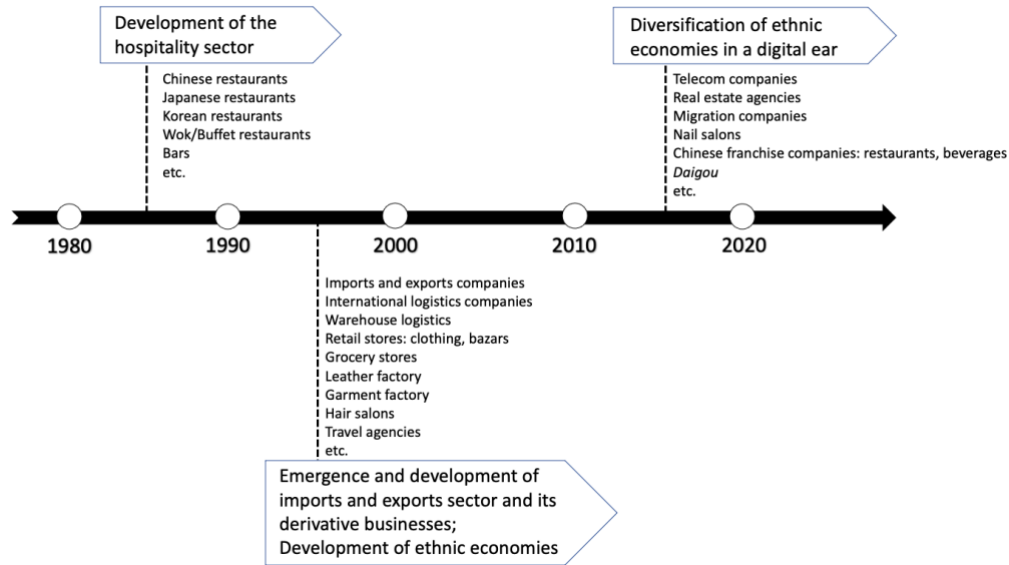 Development of the
hospitality sector
Chinese restaurants
Japanese restaurants
Korean restaurants
Wok/Buffet restaurants
Bars
etc.
Diversification of ethnic
economies in a digital ear
Telecom companies
Real estate agencies
Migration companies
Nail salons
Chinese franchise companies: restaurants, beverages
Daigou
etc.
1980
1990
2000
2010
2020
Imports and exports companies
International logistics companies
Warehouse logistics
Retail stores: clothing, bazars
Grocery stores
Leather factory
Garment factory
Hair salons
Travel agencies
etc.
Emergence and development of
imports and exports sector and its
derivative businesses;
Development of ethnic economies